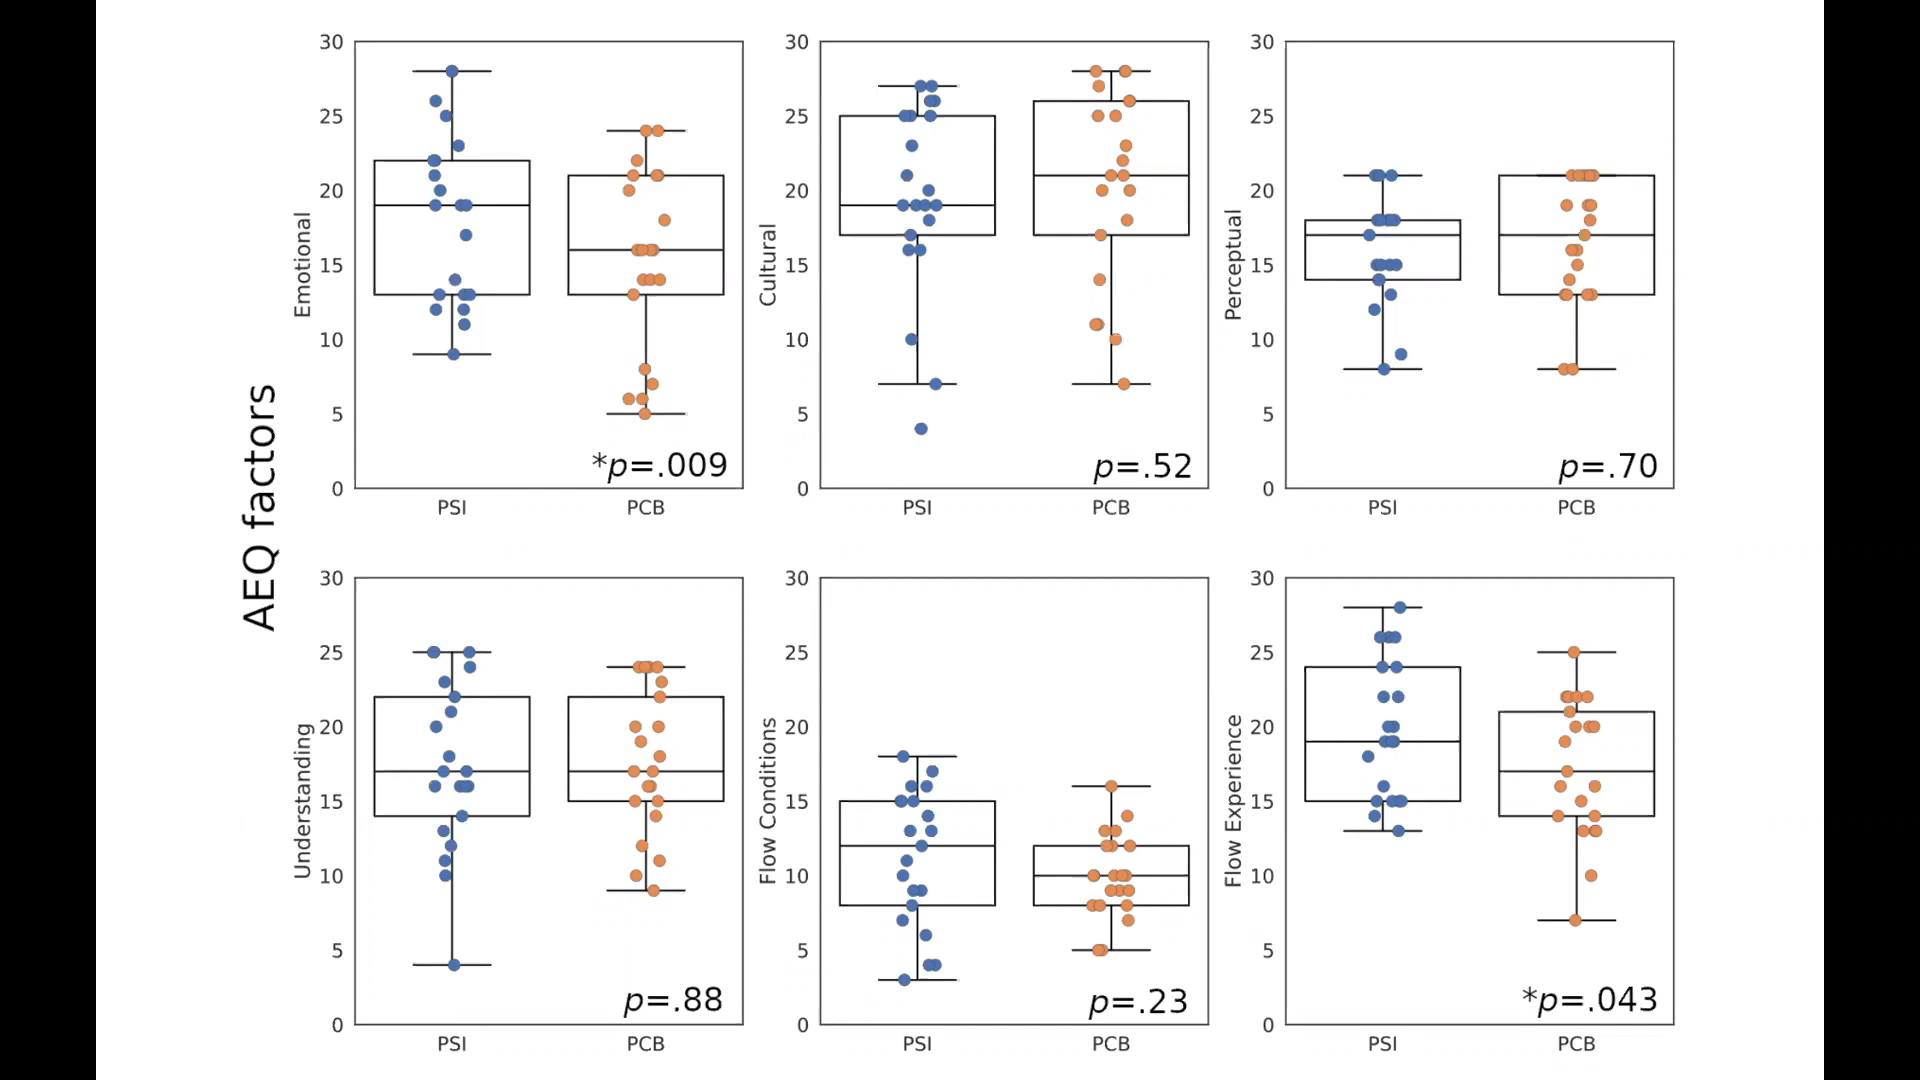 AEQ factors
Emotional
30
25
20
15
10
5
0
PSI
PCB
*p=.009
Cultural
30
25
20
15
10
5
0
PSI
PCB
p=.52
Perceptual
30
25
20
15
10
5
0
PSI
PCB
p=.70
Understanding
30
25
20
15
10
5
0
PSI
PCB
p=.88
Flow Conditions
30
25
20
15
10
5
0
PSI
PCB
p=.23
Flow Experience
30
25
20
15
10
5
0
PSI
PCB
*p=.043